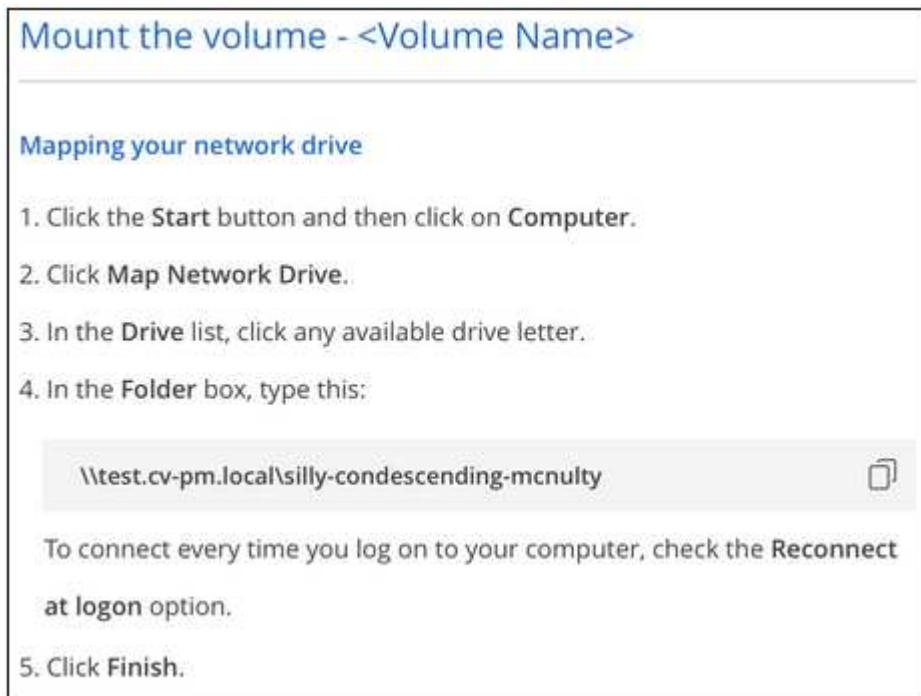 Mount the volume - <Volume Name>
Mapping your network drive
1. Click the Start button and then click on Computer.
2. Click Map Network Drive.
3. In the Drive list, click any available drive letter.
4. In the Folder box, type this:
\\test.cv-pm.local\silly-condescending-mcnulty
To connect every time you log on to your computer, check the Reconnect
at logon option.
5. Click Finish.